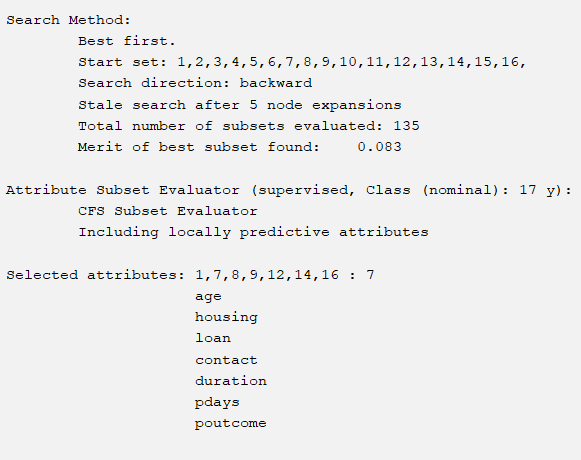 Search Method:
Best first.
Start set: 1,2,3,4,5,6,7,8,9,10,11,12,13,14,15,16,
Search direction: backward
Stale search after 5 node expansions
Total number of subsets evaluated: 135
Merit of best subset found:    0.083
Attribute Subset Evaluator (supervised, Class (nominal): 17 y):
CFS Subset Evaluator
Including locally predictive attributes
Selected attributes: 1,7,8,9,12,14,16 : 7
age
housing
loan
contact
duration
pdays
poutcome